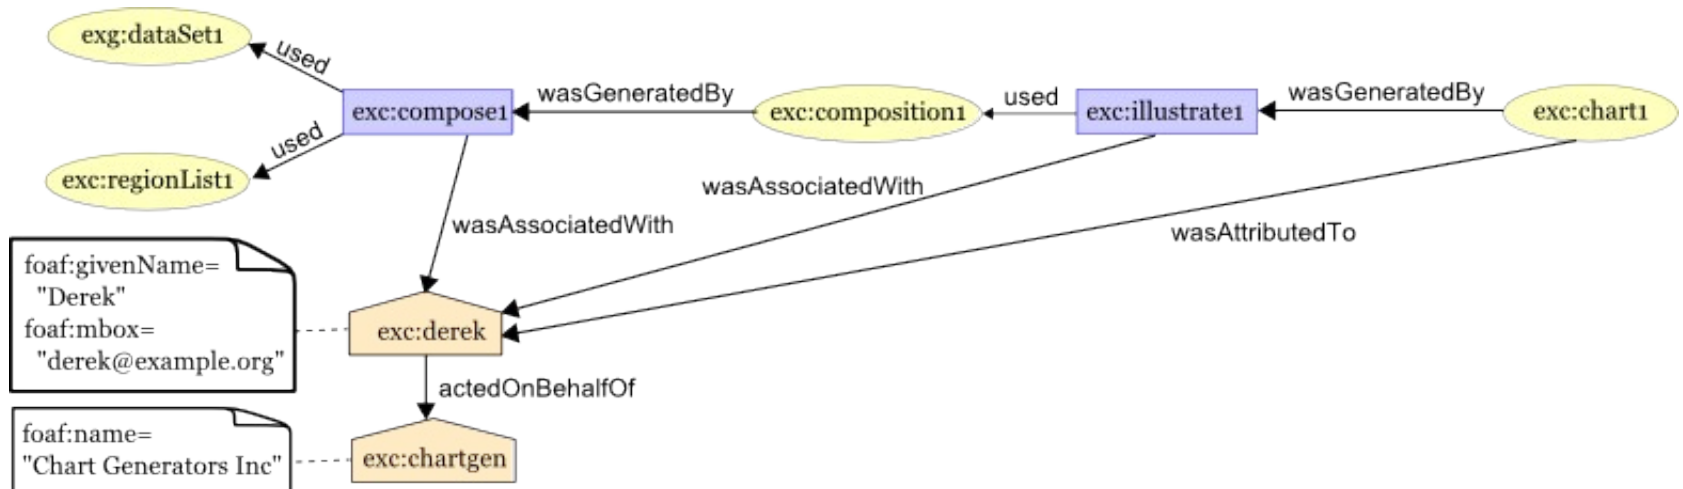 exg:dataSet1
used
exc:compose1
wasGeneratedBy
exc:composition1
used
exc:illustrate1
wasGeneratedBy
exc:chart1
used
exc:regionList1
wasAssociatedWith
wasAssociatedWith
wasAttributedTo
foaf:givenName=
"Derek"
foaf:mbox=
"derek@example.org"
exc:derek
actedOnBehalfOf
foaf:name=
"Chart Generators Inc"
exc:chartgen